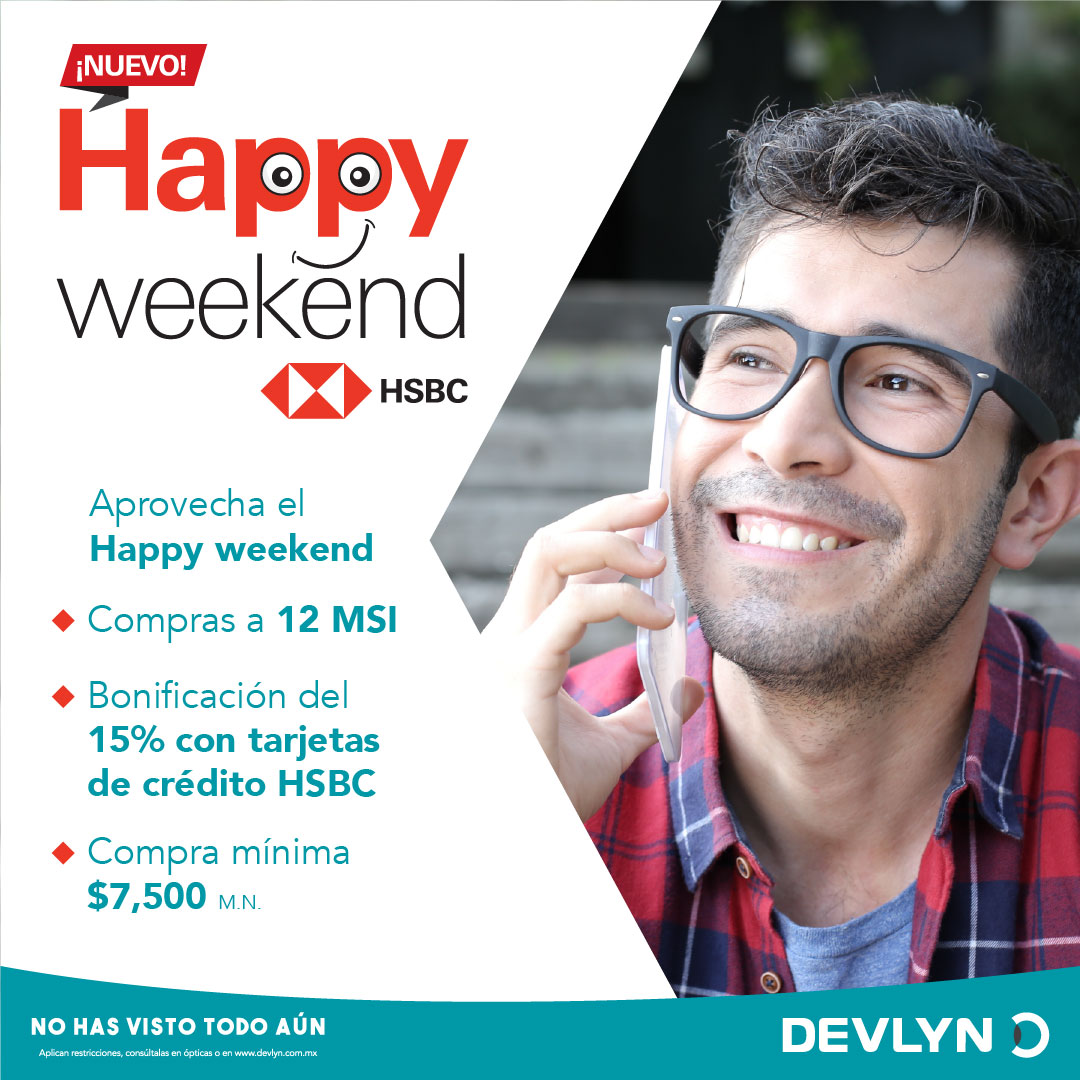 ¡NUEVO!
Happy
weekend
HSBC
Aprovecha el
Happy weekend
Compras a 12 MSI
Bonificación del
15% con tarjetas
de crédito HSBC
Compra mínima
$7,500 M.N.
NO HAS VISTO TODO AÚN
Aplican restricciones, consúltalas en ópticas o en www.devlyn.com.mx
DEVLYN